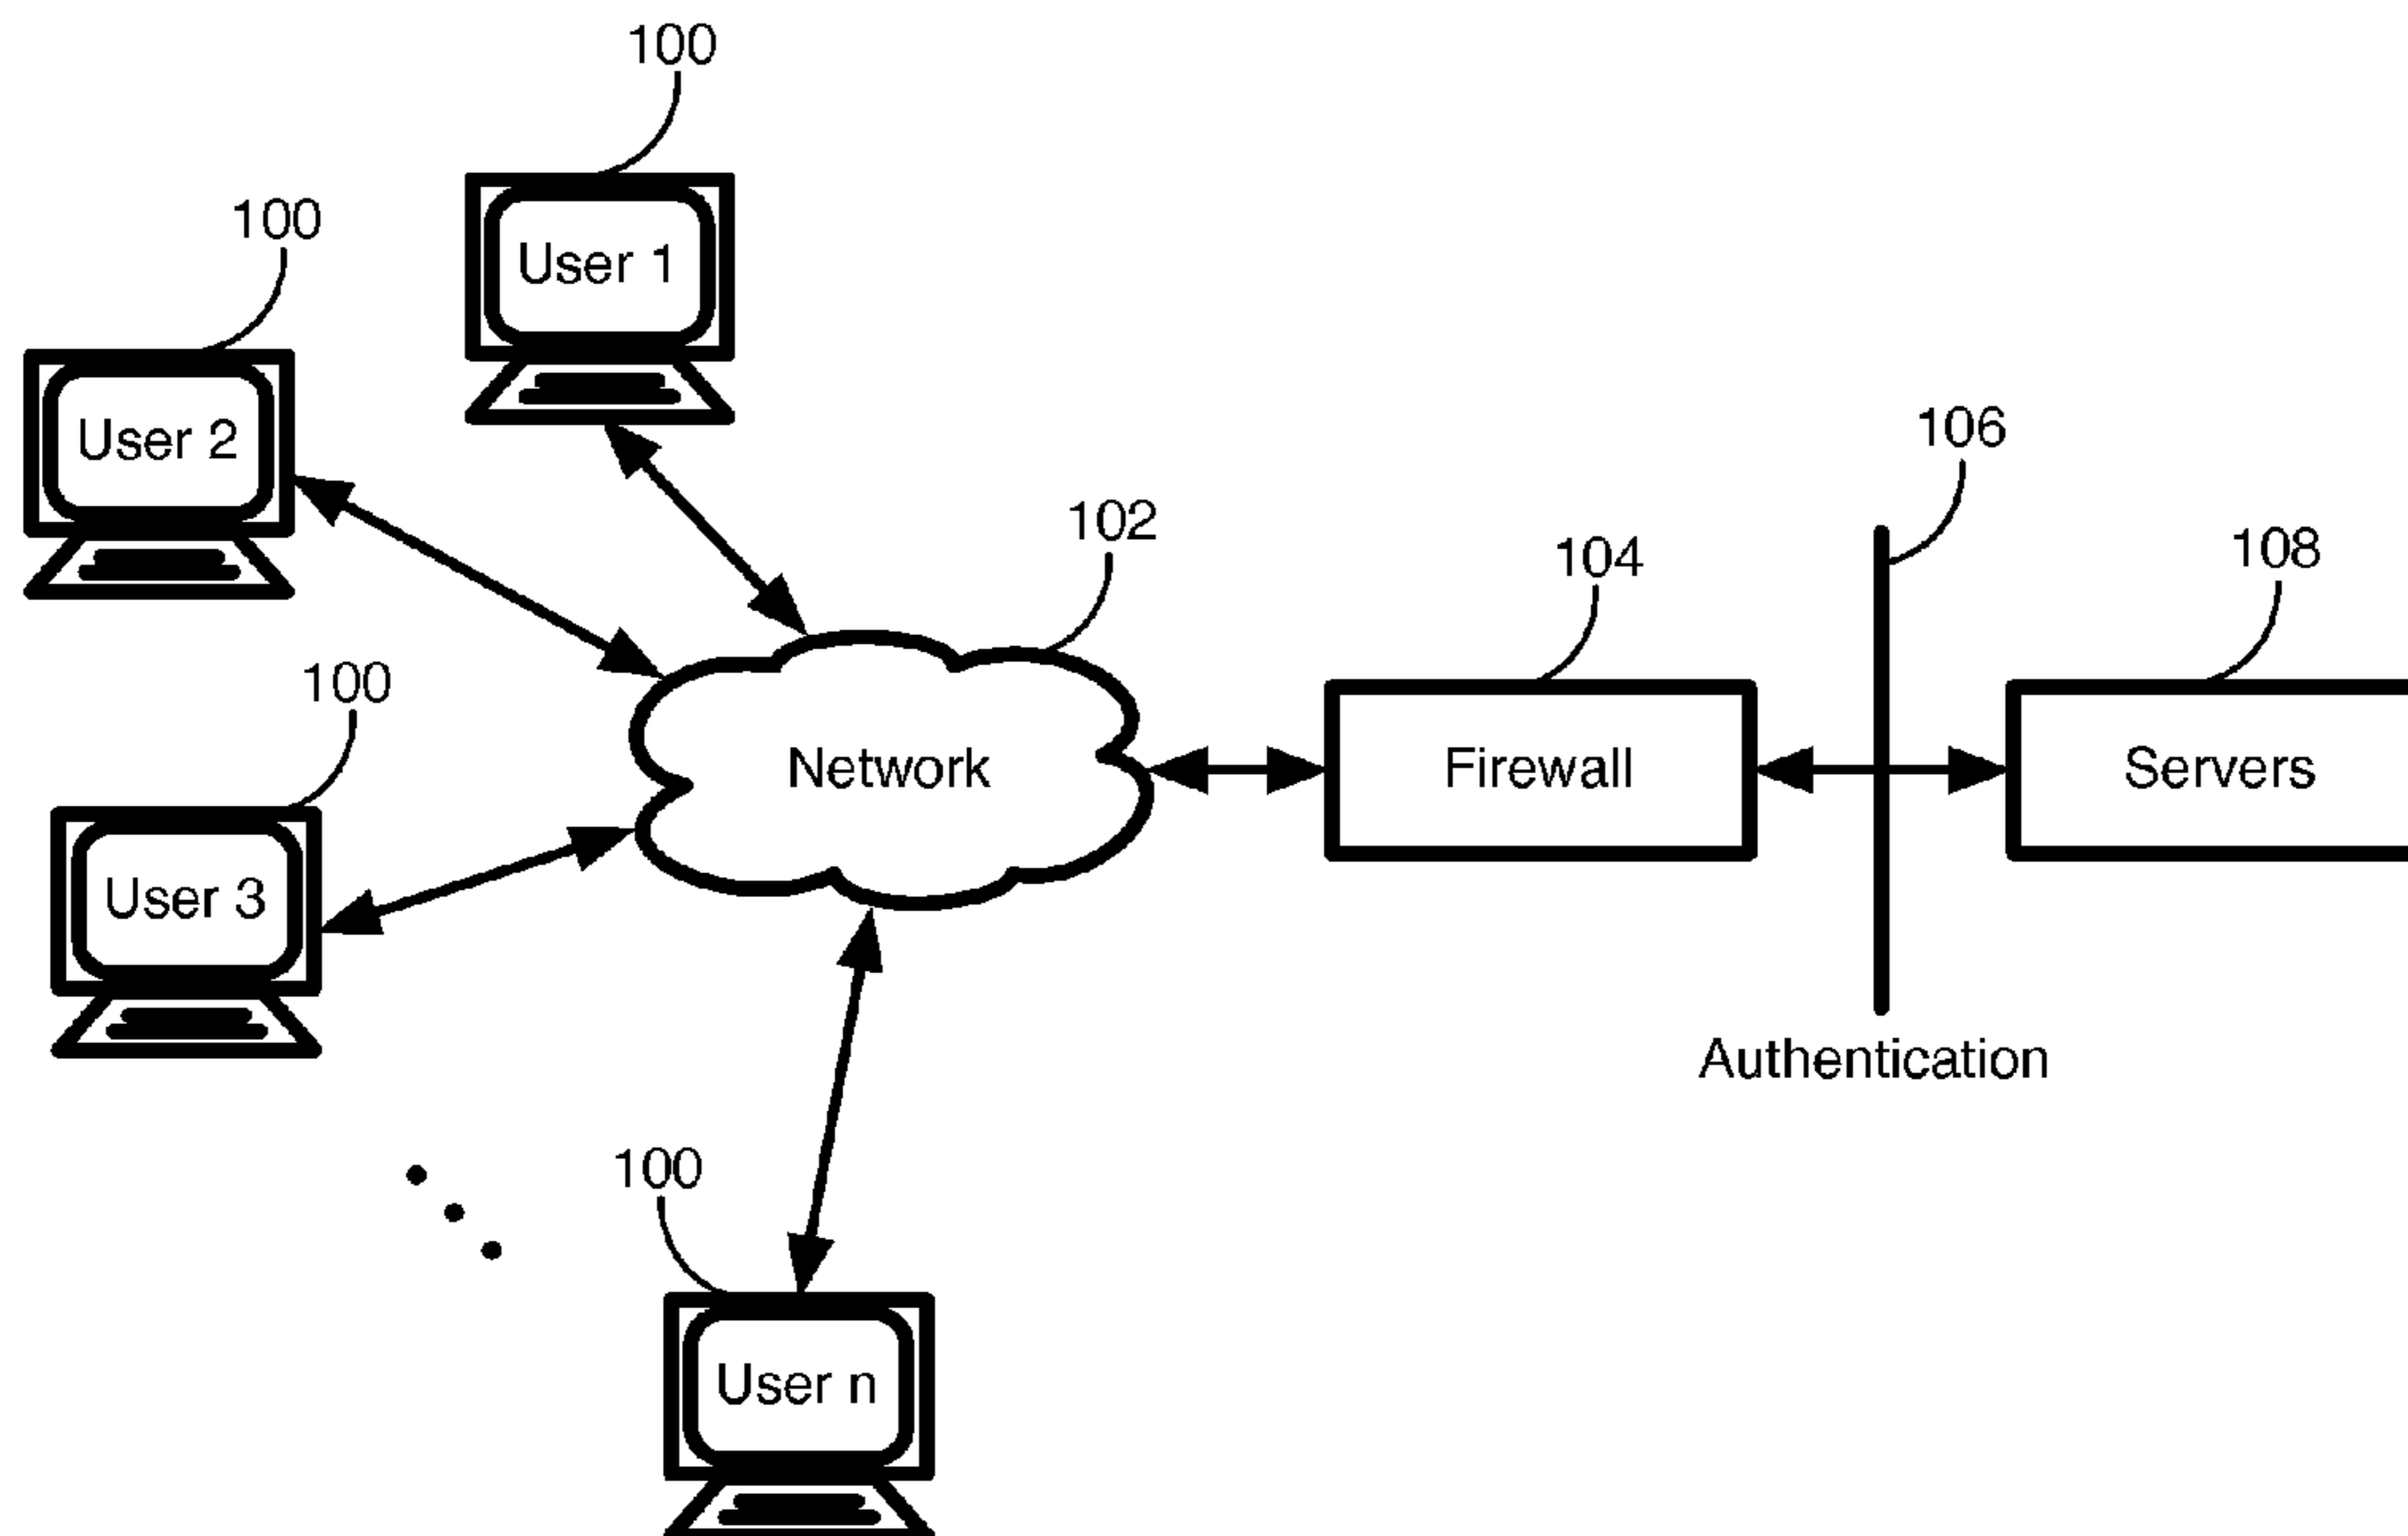 100
User 1
100
User 2
100
User 3
100
User n
102
Network
104
Firewall
106
Authentication
108
Servers